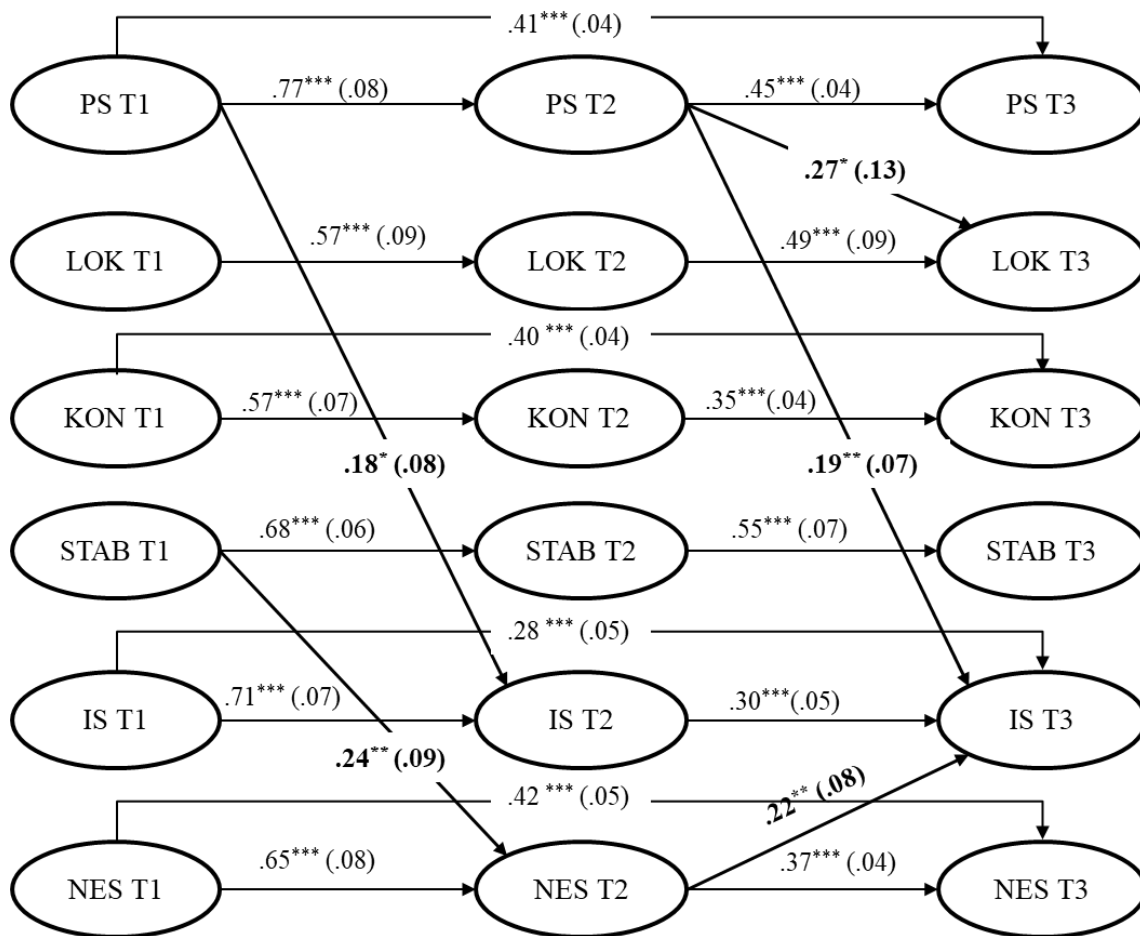 .41*** (.04)
PS T1 .77*** (.08) PS T2 .45*** (.04) PS T3
.27* (.13)
LOK T1 .57*** (.09) LOK T2 .49*** (.09) LOK T3
.40 *** (.04)
KON T1 .57*** (.07) KON T2 .35***(.04) KON T3
.18* (.08) .19** (.07)
STAB T1 .68*** (.06) STAB T2 .55*** (.07) STAB T3
.28 *** (.05)
IS T1 .71*** (.07) IS T2 .30***(.05) IS T3
.24** (.09)
.22** (.08)
.42 *** (.05)
NES T1 .65*** (.08) NES T2 .37*** (.04) NES T3